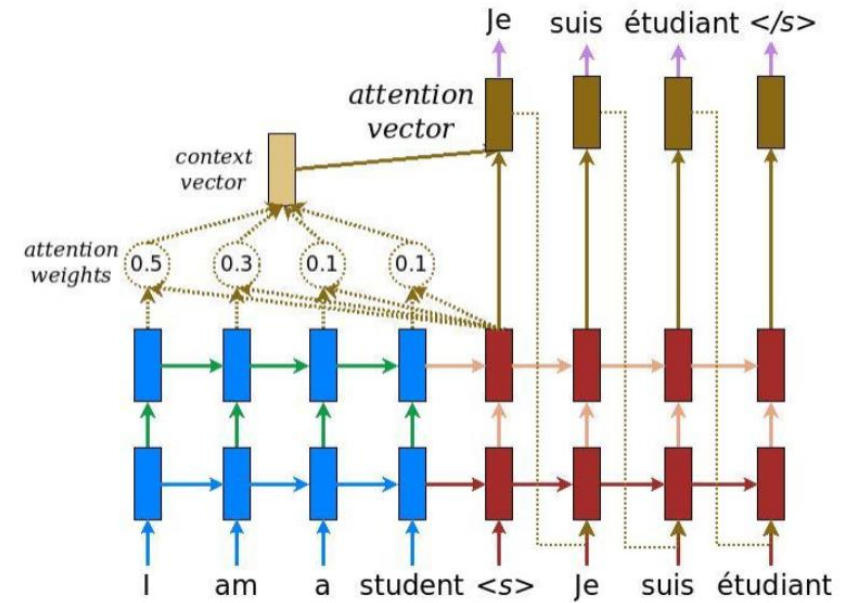 Je suis étudiant </s>
attention
vector
context
vector
attention
weights
0.5 0.3 0.1 0.1
I am a student <s> Je suis étudiant